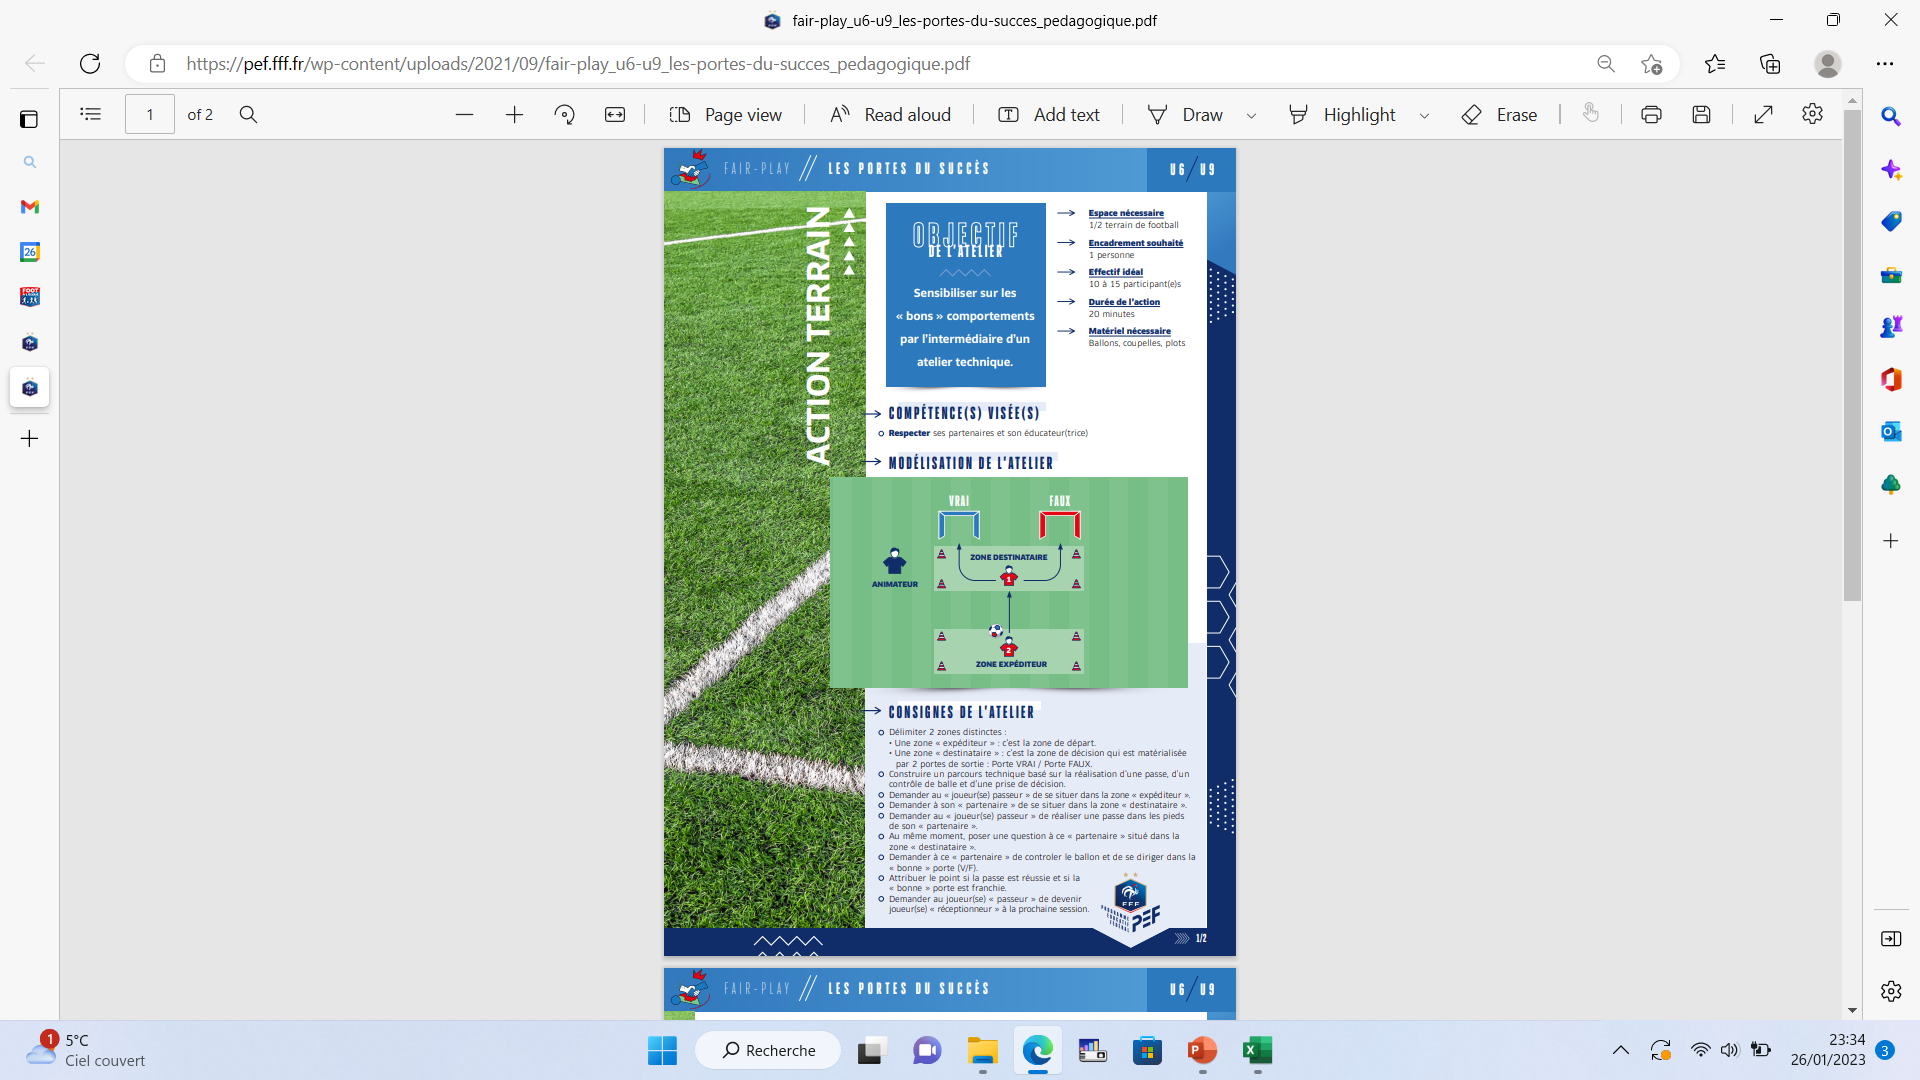 fair-play_u6-u9_les-portes-du-succes_pedagogique.pdf
https://pef.fff.fr/wp-content/uploads/2021/09/fair-play_u6-u9_les-portes-du-succes_pedagogique.pdf
1 of 2
Page view
Read aloud
Add text
Draw
Highlight
Erase
FAIR-PLAY // LES PORTES DU SUCCÈS
U6 / U9
ACTION TERRAIN
OBJECTIF
DE L'ATELIER
Sensibiliser sur les
« bons » comportements
par l'intermédiaire d'un
atelier technique.
Espace nécessaire
1/2 terrain de football
Encadrement souhaité
1 personne
Effectif idéal
10 à 15 participant(e)s
Durée de l'action
20 minutes
Matériel nécessaire
Ballons, coupelles, plots
COMPÉTENCE(S) VISÉE(S)
Respecter ses partenaires et son éducateur(trice)
MODÉLISATION DE L'ATELIER
VRAI
FAUX
ZONE DESTINATAIRE
1
ANIMATEUR
2
ZONE EXPÉDITEUR
CONSIGNES DE L'ATELIER
Délimiter 2 zones distinctes :
• Une zone « expéditeur » : c'est la zone de départ.
• Une zone « destinataire » : c'est la zone de décision qui est matérialisée
par 2 portes de sortie : Porte VRAI / Porte FAUX.
Construire un parcours technique basé sur la réalisation d'une passe, d'un
contrôle de balle et d'une prise de décision.
Demander au « joueur(se) passeur » de se situer dans la zone « expéditeur ».
Demander à son « partenaire » de se situer dans la zone « destinataire ».
Demander au « joueur(se) passeur » de réaliser une passe dans les pieds
de son « partenaire ».
Au même moment, poser une question à ce « partenaire » situé dans la
zone « destinataire ».
Demander à ce « partenaire » de controler le ballon et de se diriger dans la
« bonne » porte (V/F).
Attribuer le point si la passe est réussie et si la
« bonne » porte est franchie.
Demander au joueur(se) « passeur » de devenir
joueur(se) « réceptionneur » à la prochaine session.
FFF
PROGRAMME
ÉDUCATIF
FÉDÉRAL
PEF
1/2
FAIR-PLAY // LES PORTES DU SUCCÈS
U6 / U9
26
1
5°C
Ciel couvert
Recherche
23:34
26/01/2023
3